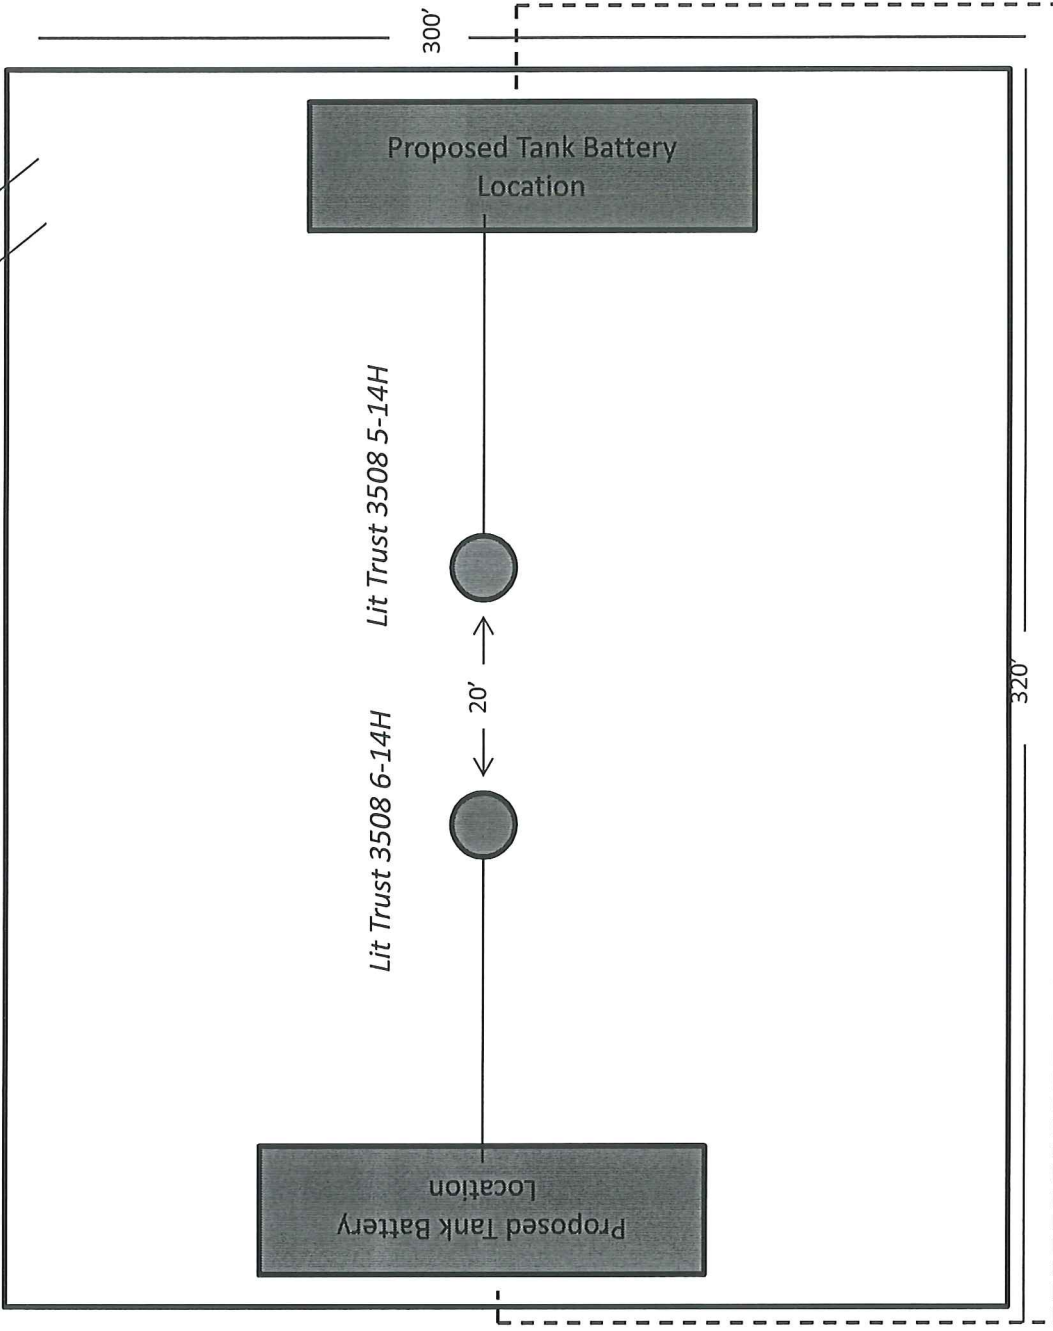 300’
Proposed Tank Battery
Location
Lit Trust 3508 5-14H
20’
Lit Trust 3508 6-14H
320’
Proposed Tank Battery
Location